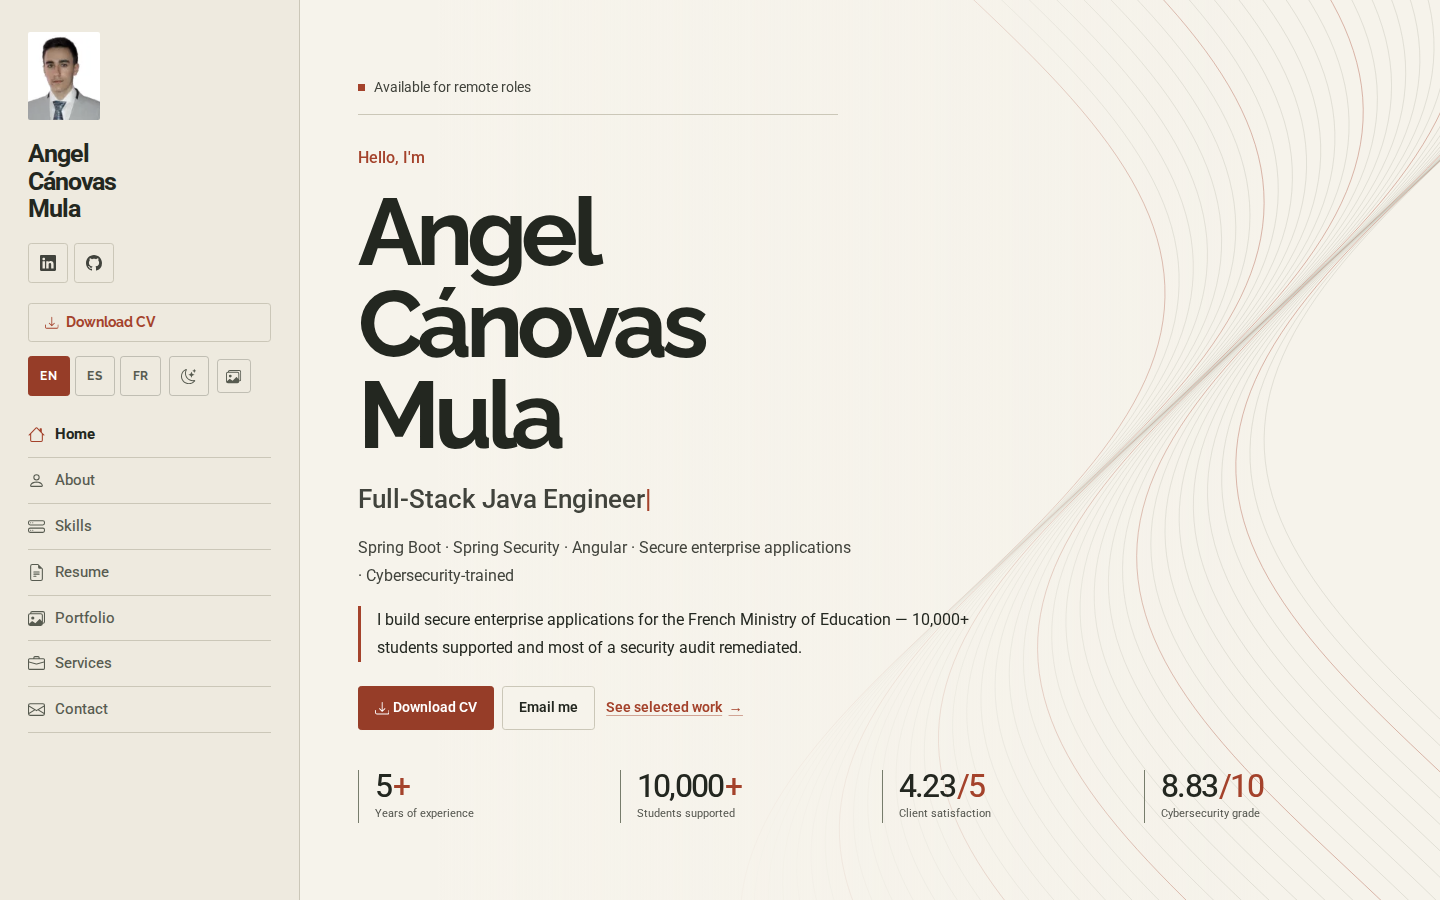 Angel
Cánovas
Mula
Download CV
EN ES FR
Home
About
Skills
Resume
Portfolio
Services
Contact
Available for remote roles
Hello, I'm
Angel
Cánovas
Mula
Full-Stack Java Engineer|
Spring Boot · Spring Security · Angular · Secure enterprise applications
· Cybersecurity-trained
I build secure enterprise applications for the French Ministry of Education — 10,000+
students supported and most of a security audit remediated.
Download CV Email me See selected work →
5+ 10,000+ 4.23/5 8.83/10
Years of experience Students supported Client satisfaction Cybersecurity grade